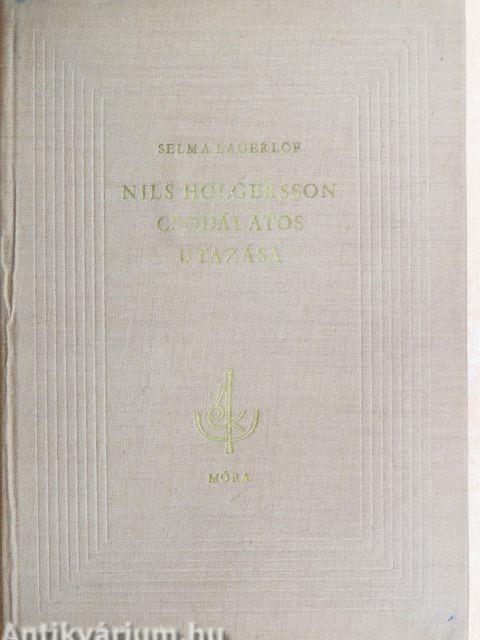 SELMA LAGERLÖF
NILS HOLGERSSON
CSODÁLATOS
UTAZÁSA
MÓRA
Antikvárium.hu